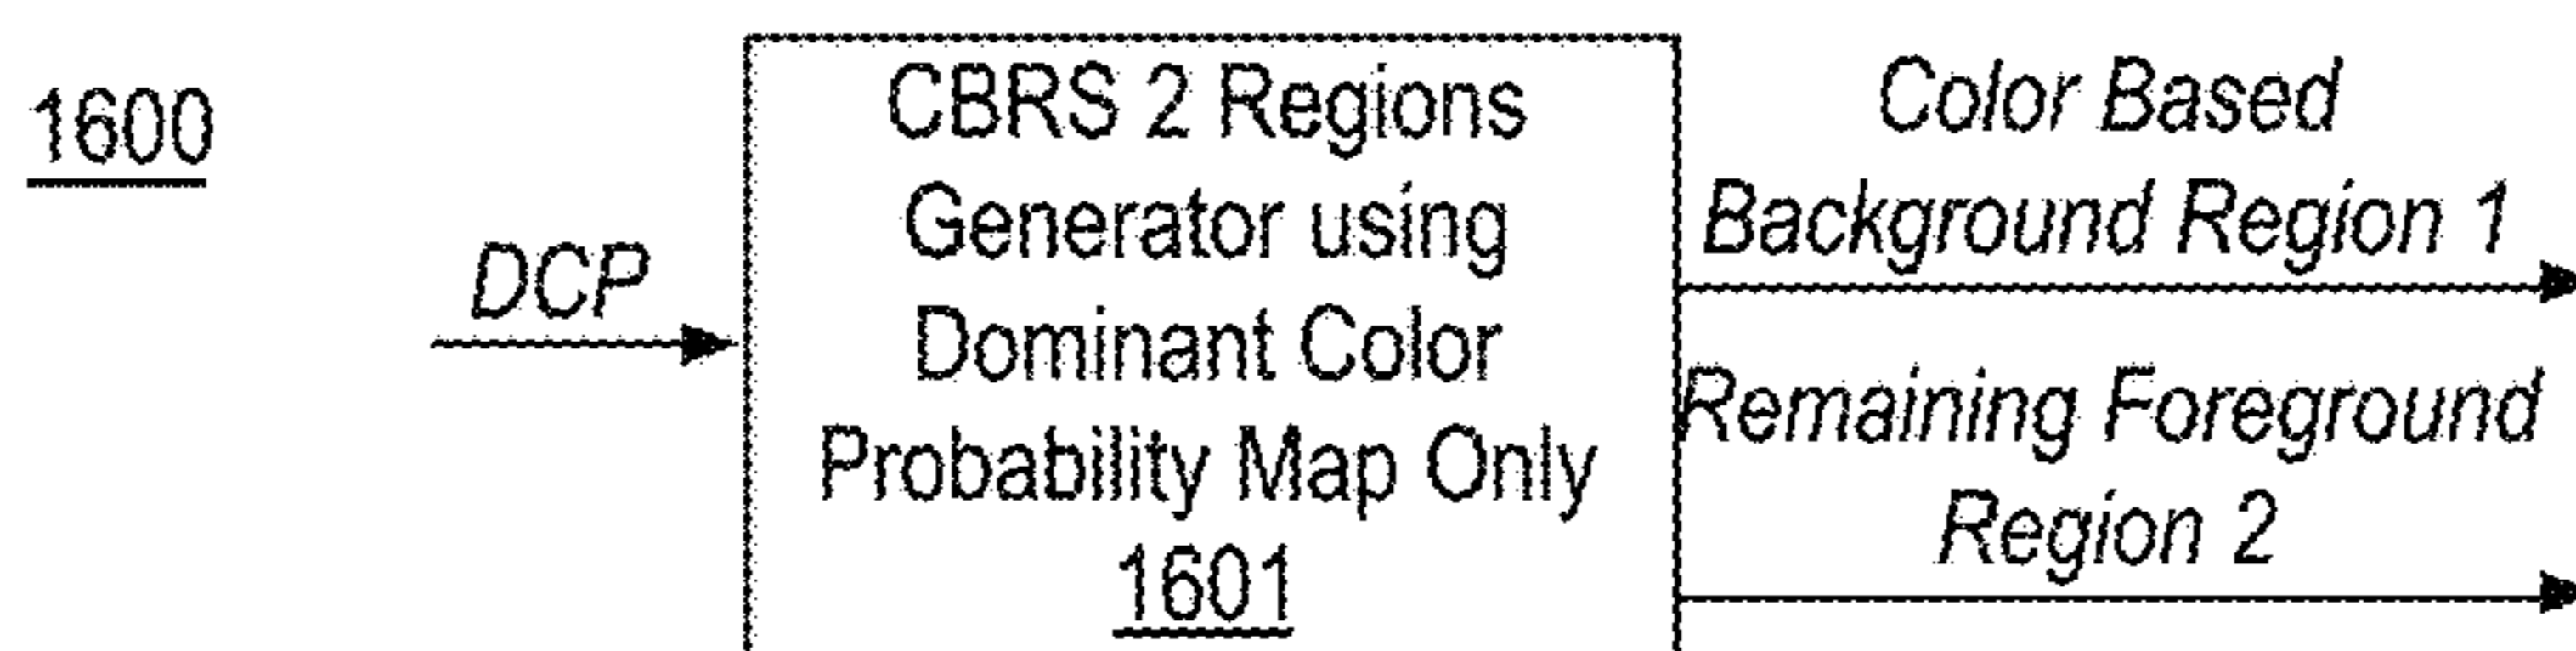 1600
DCP
CBRS 2 Regions
Generator using
Dominant Color
Probability Map Only
1601
Color Based
Background Region 1
Remaining Foreground
Region 2